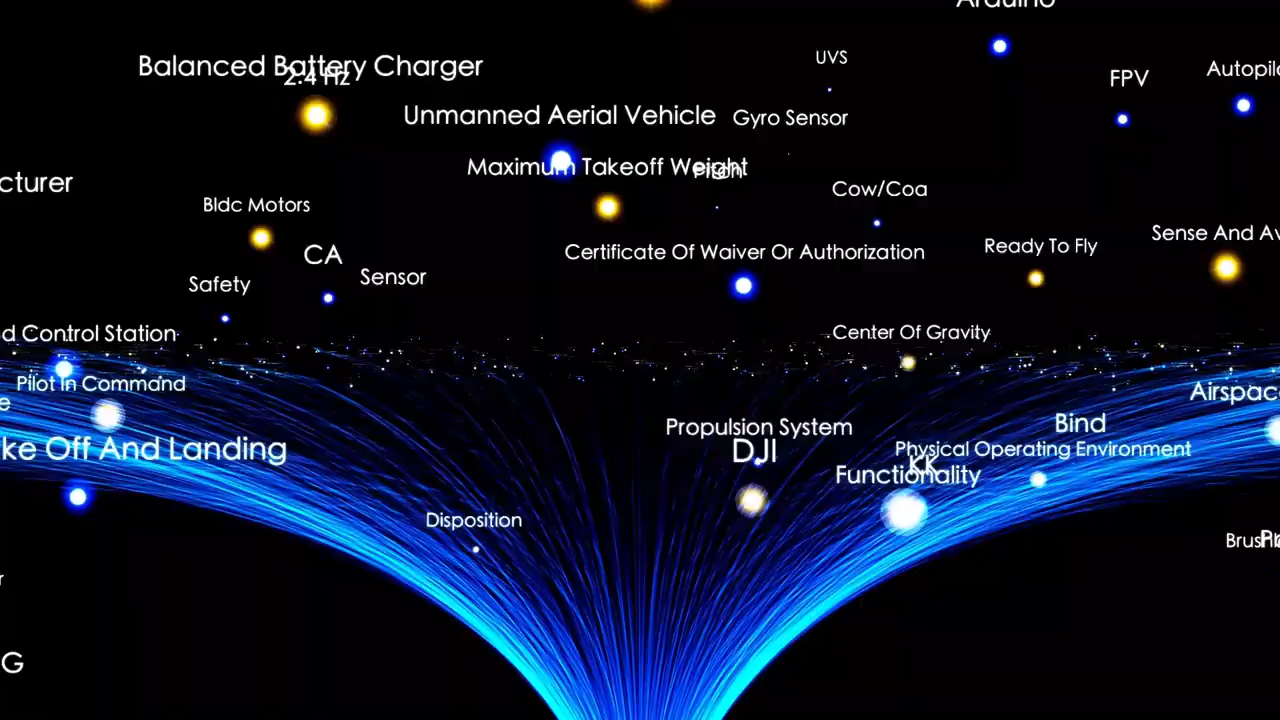 Arduino
UVS
Balanced Battery Charger
2.4 Hz
FPV
Unmanned Aerial Vehicle
Gyro Sensor
Maximum Takeoff Weight
Pitch
cturer
Cow/Coa
Bldc Motors
Sense And Av
Ready To Fly
CA
Certificate Of Waiver Or Authorization
Sensor
Safety
d Control Station
Center Of Gravity
Pilot In Command
Airspac
e
Bind
Propulsion System
ke Off And Landing
DJI
Physical Operating Environment
KK
Functionality
Disposition
G